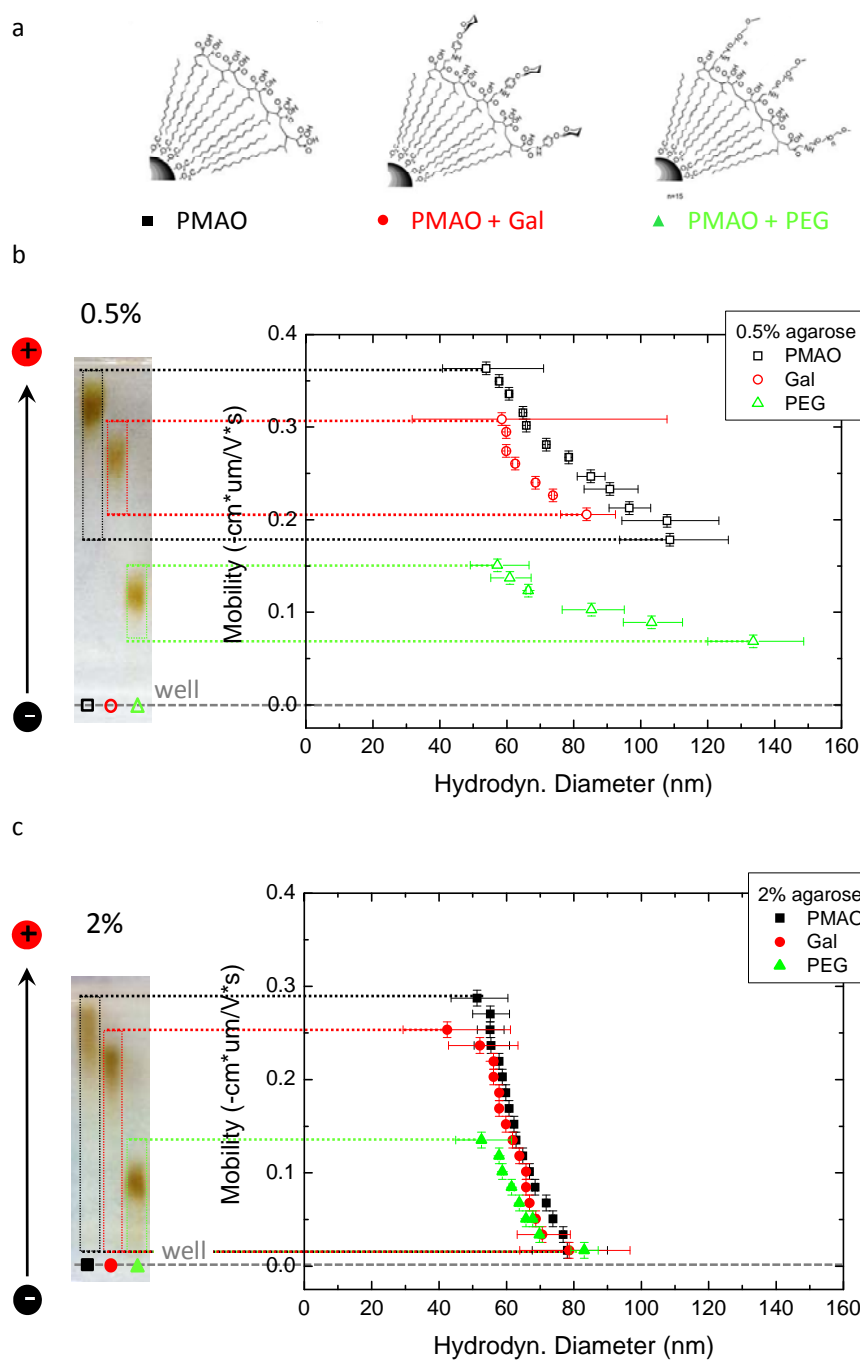 a
n=15
PMAO
PMAO + Gal
PMAO + PEG
b
0.5%
+
well
-
Mobility (-cm*um/V*s)
0.4
0.3
0.2
0.1
0.0
0 20 40 60 80 100 120 140 160
Hydrodyn. Diameter (nm)
0.5% agarose
PMAO
Gal
PEG
c
2%
+
well
-
Mobility (-cm*um/V*s)
0.4
0.3
0.2
0.1
0.0
0 20 40 60 80 100 120 140 160
Hydrodyn. Diameter (nm)
2% agarose
PMAO
Gal
PEG